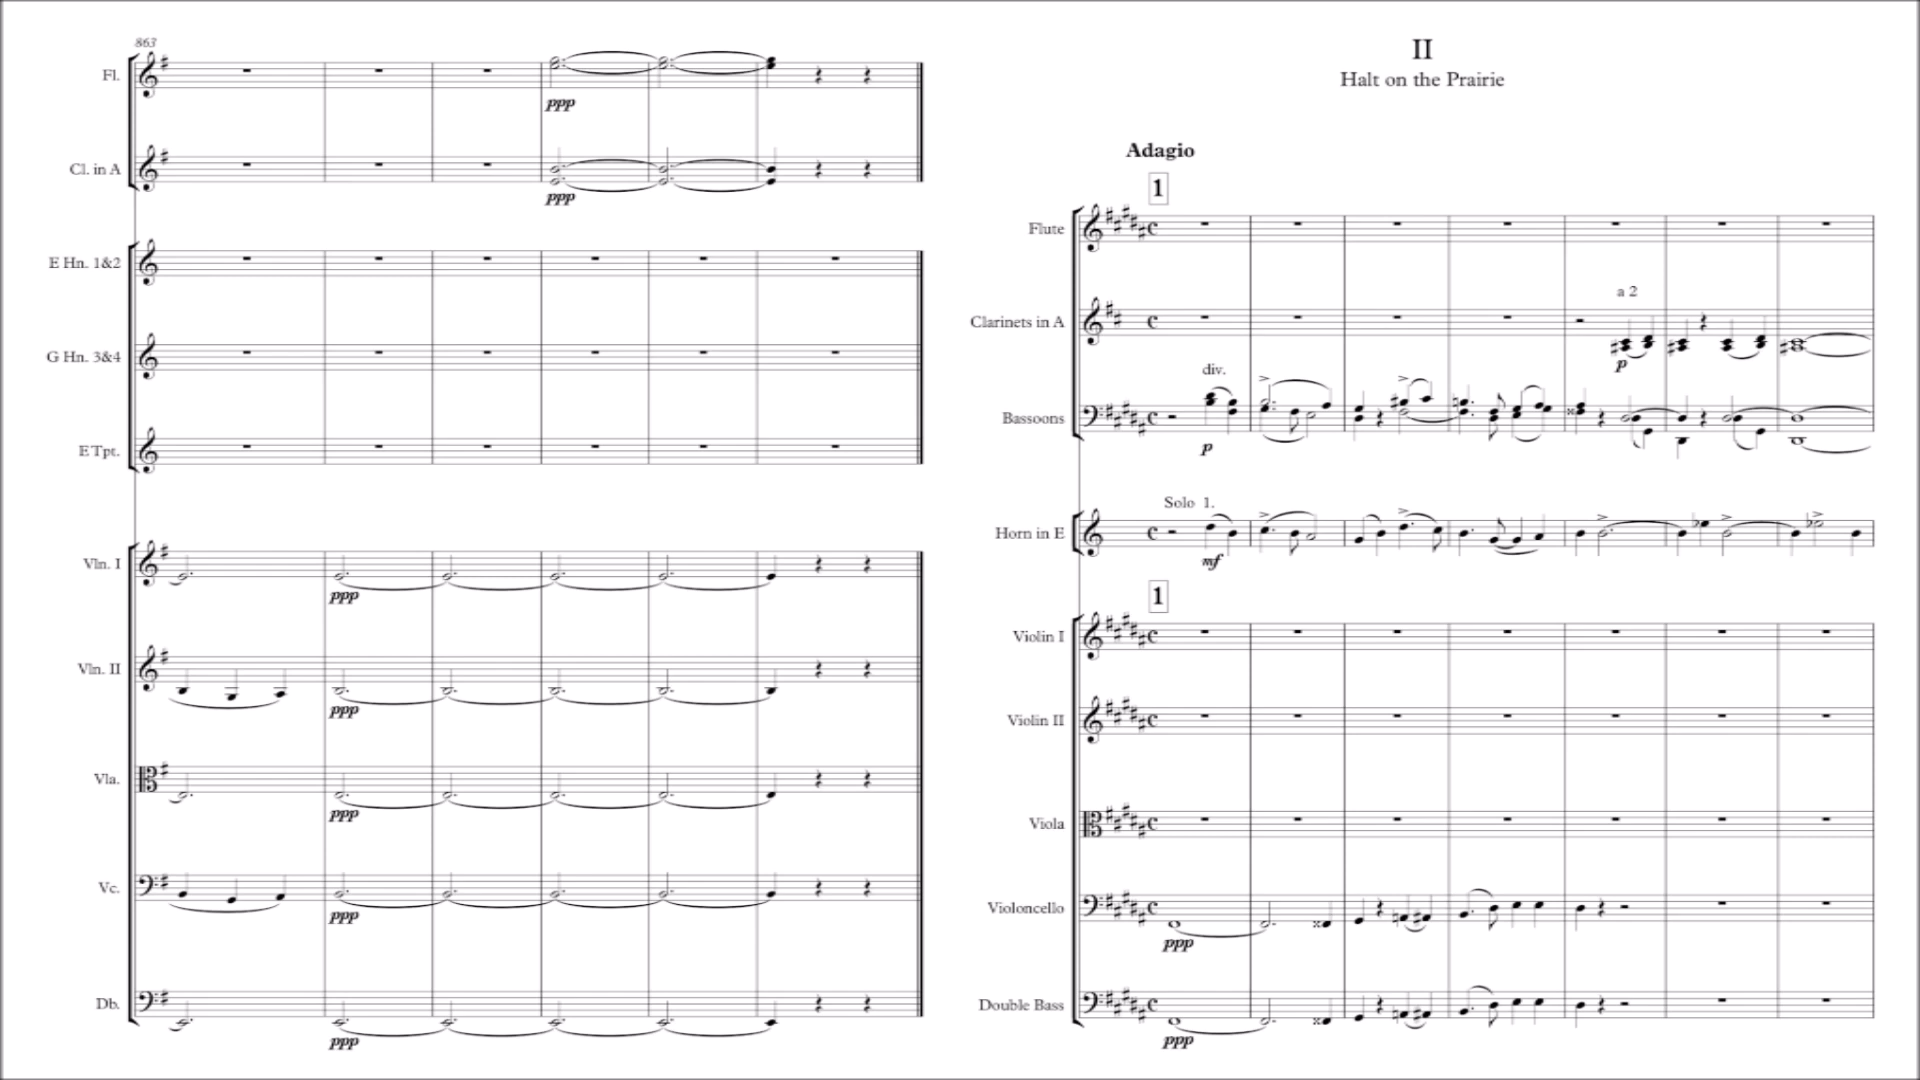 863
Fl.
ppp
Cl. in A
ppp
E Hn. 1&2
G Hn. 3&4
E Tpt.
Vln. I
ppp
Vln. II
ppp
Vla.
ppp
Vc.
ppp
Db.
ppp
II
Halt on the Prairie
Adagio
1
Flute
a 2
Clarinets in A
p
div.
Bassoons
p
Solo 1.
Horn in E
mf
1
Violin I
Violin II
Viola
Violoncello
ppp
Double Bass
ppp